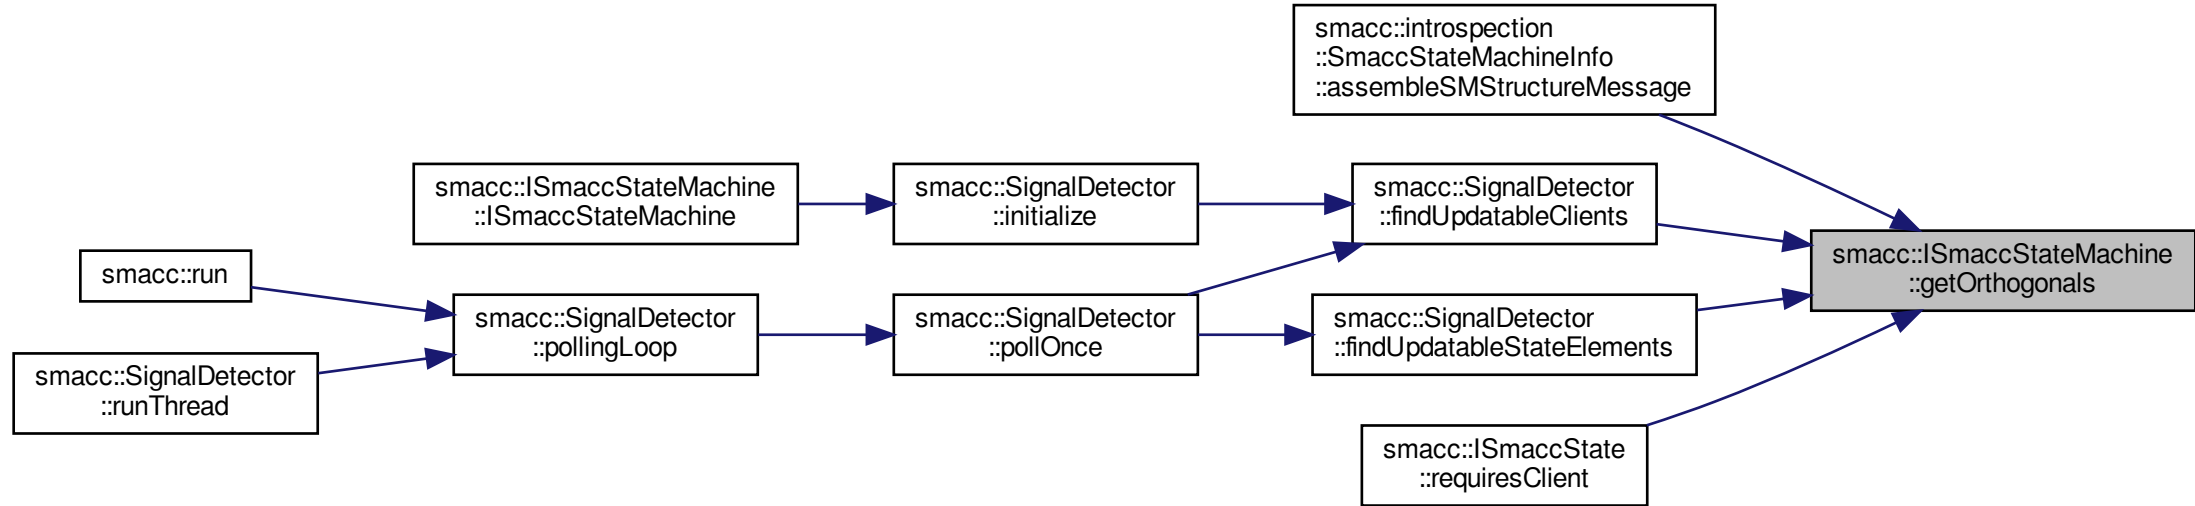 smacc::introspection
::SmaccStateMachineInfo
::assembleSMStructureMessage
smacc::ISmaccStateMachine
::ISmaccStateMachine
smacc::SignalDetector
::initialize
smacc::SignalDetector
::findUpdatableClients
smacc::ISmaccStateMachine
::getOrthogonals
smacc::run
smacc::SignalDetector
::pollingLoop
smacc::SignalDetector
::pollOnce
smacc::SignalDetector
::findUpdatableStateElements
smacc::SignalDetector
::runThread
smacc::ISmaccState
::requiresClient